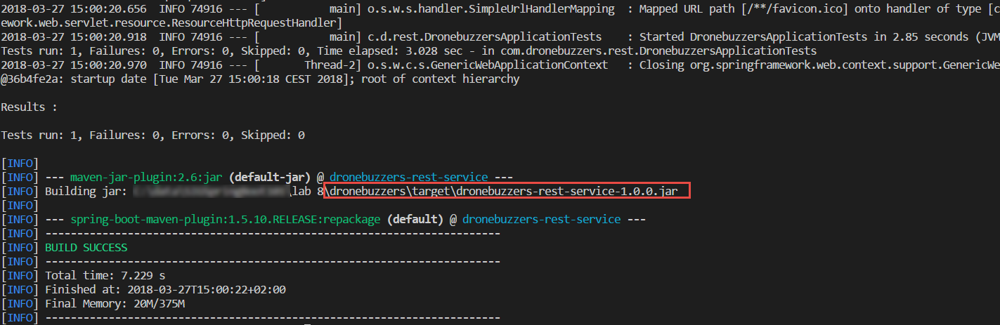 2018-03-27 15:00:20.656  INFO 74916 --- [           main] o.s.w.s.handler.SimpleUrlHandlerMapping  : Mapped URL path [/**/favicon.ico] onto handler of type [c
ework.web.servlet.resource.ResourceHttpRequestHandler]
2018-03-27 15:00:20.918  INFO 74916 --- [           main] c.d.rest.DronebuzzersApplicationTests    : Started DronebuzzersApplicationTests in 2.85 seconds (JVM
Tests run: 1, Failures: 0, Errors: 0, Skipped: 0, Time elapsed: 3.028 sec - in com.dronebuzzers.rest.DronebuzzersApplicationTests
2018-03-27 15:00:20.970  INFO 74916 --- [       Thread-2] o.s.w.c.s.GenericWebApplicationContext   : Closing org.springframework.web.context.support.GenericWe
@36b4fe2a: startup date [Tue Mar 27 15:00:18 CEST 2018]; root of context hierarchy
Results :
Tests run: 1, Failures: 0, Errors: 0, Skipped: 0
[INFO]
[INFO] --- maven-jar-plugin:2.6:jar (default-jar) @ dronebuzzers-rest-service ---
[INFO] Building jar: \lab 8\dronebuzzers\target\dronebuzzers-rest-service-1.0.0.jar
[INFO]
[INFO] --- spring-boot-maven-plugin:1.5.10.RELEASE:repackage (default) @ dronebuzzers-rest-service ---
[INFO] ------------------------------------------------------------------------
[INFO] BUILD SUCCESS
[INFO] ------------------------------------------------------------------------
[INFO] Total time: 7.229 s
[INFO] Finished at: 2018-03-27T15:00:22+02:00
[INFO] Final Memory: 20M/375M
[INFO] ------------------------------------------------------------------------